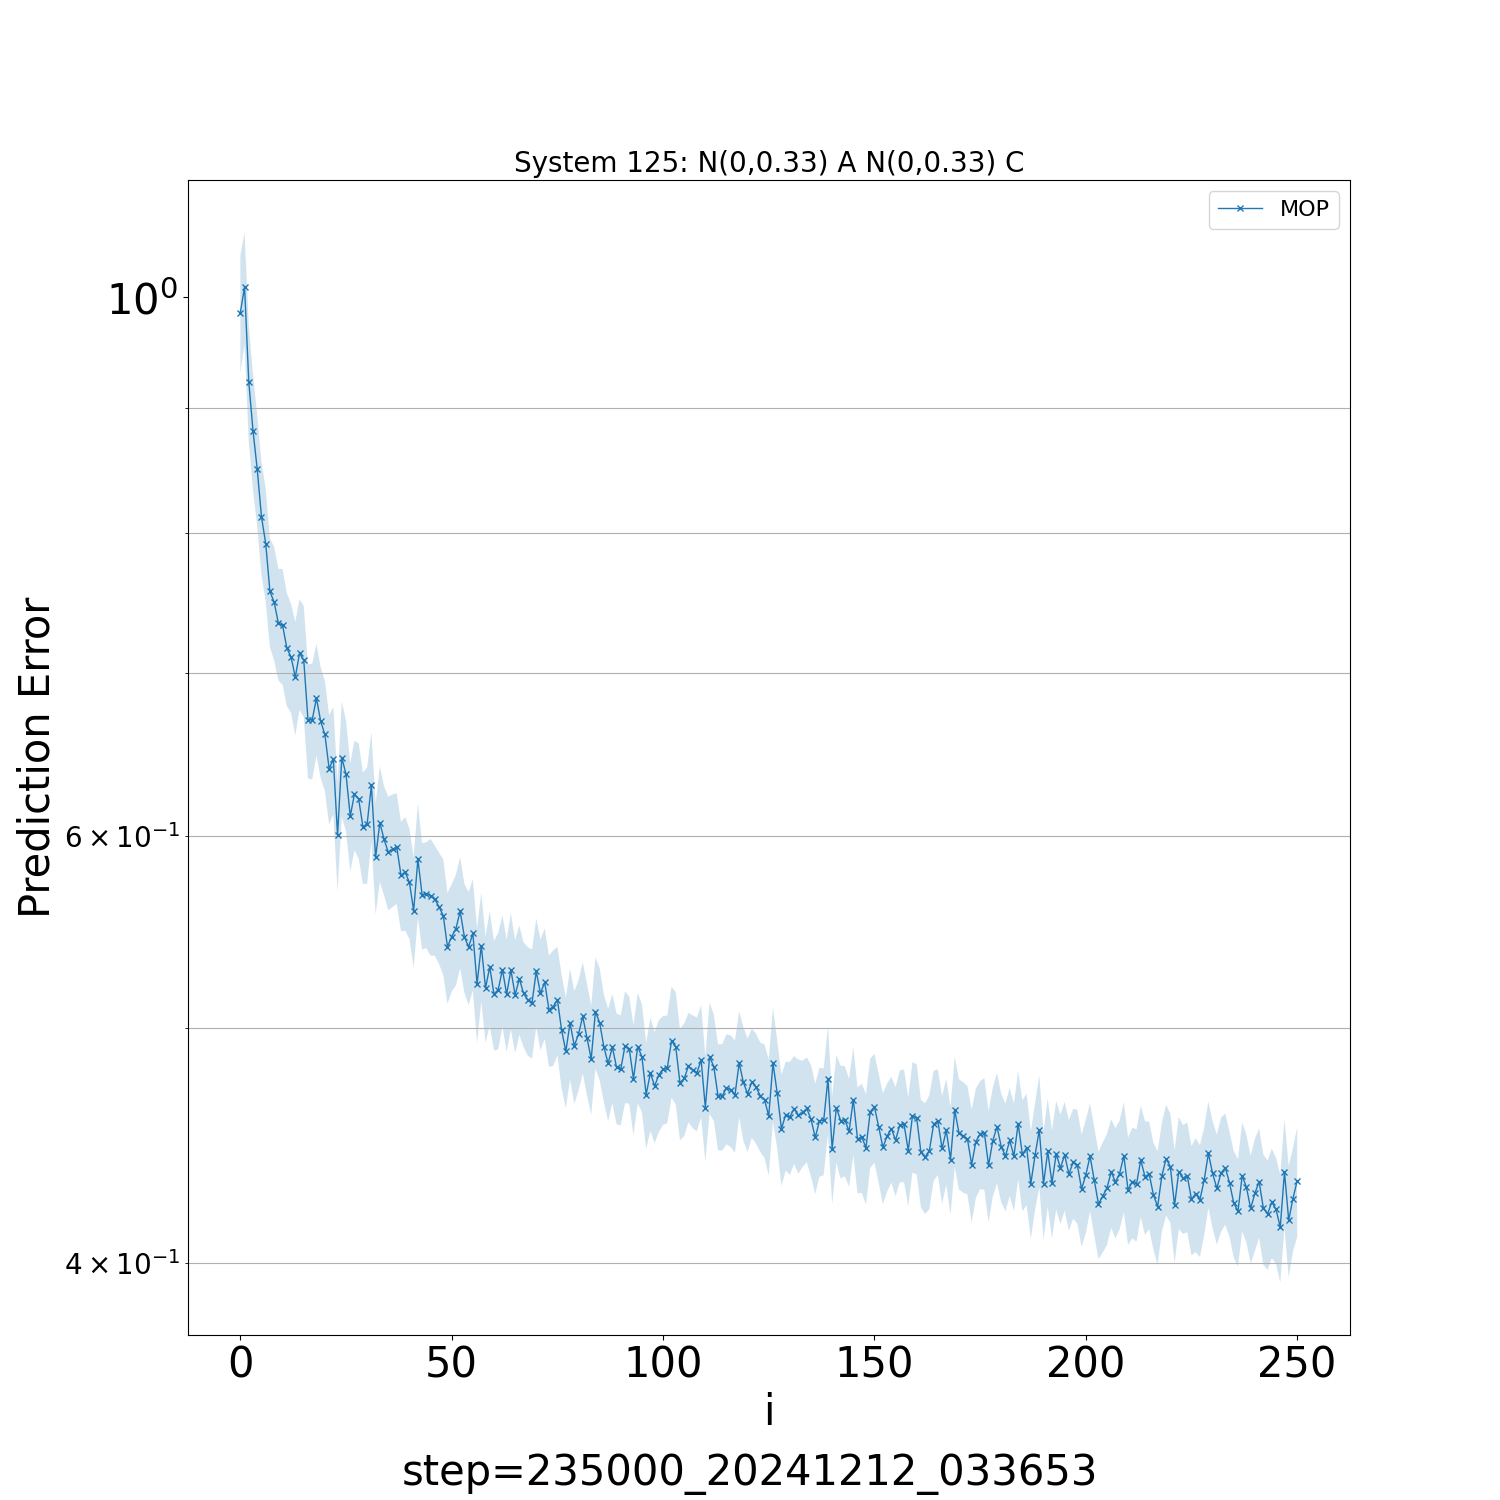 System 125: N(0,0.33) A N(0,0.33) C
MOP
10⁰
6 × 10⁻¹
4 × 10⁻¹
Prediction Error
0 50 100 150 200 250
i
step=235000_20241212_033653